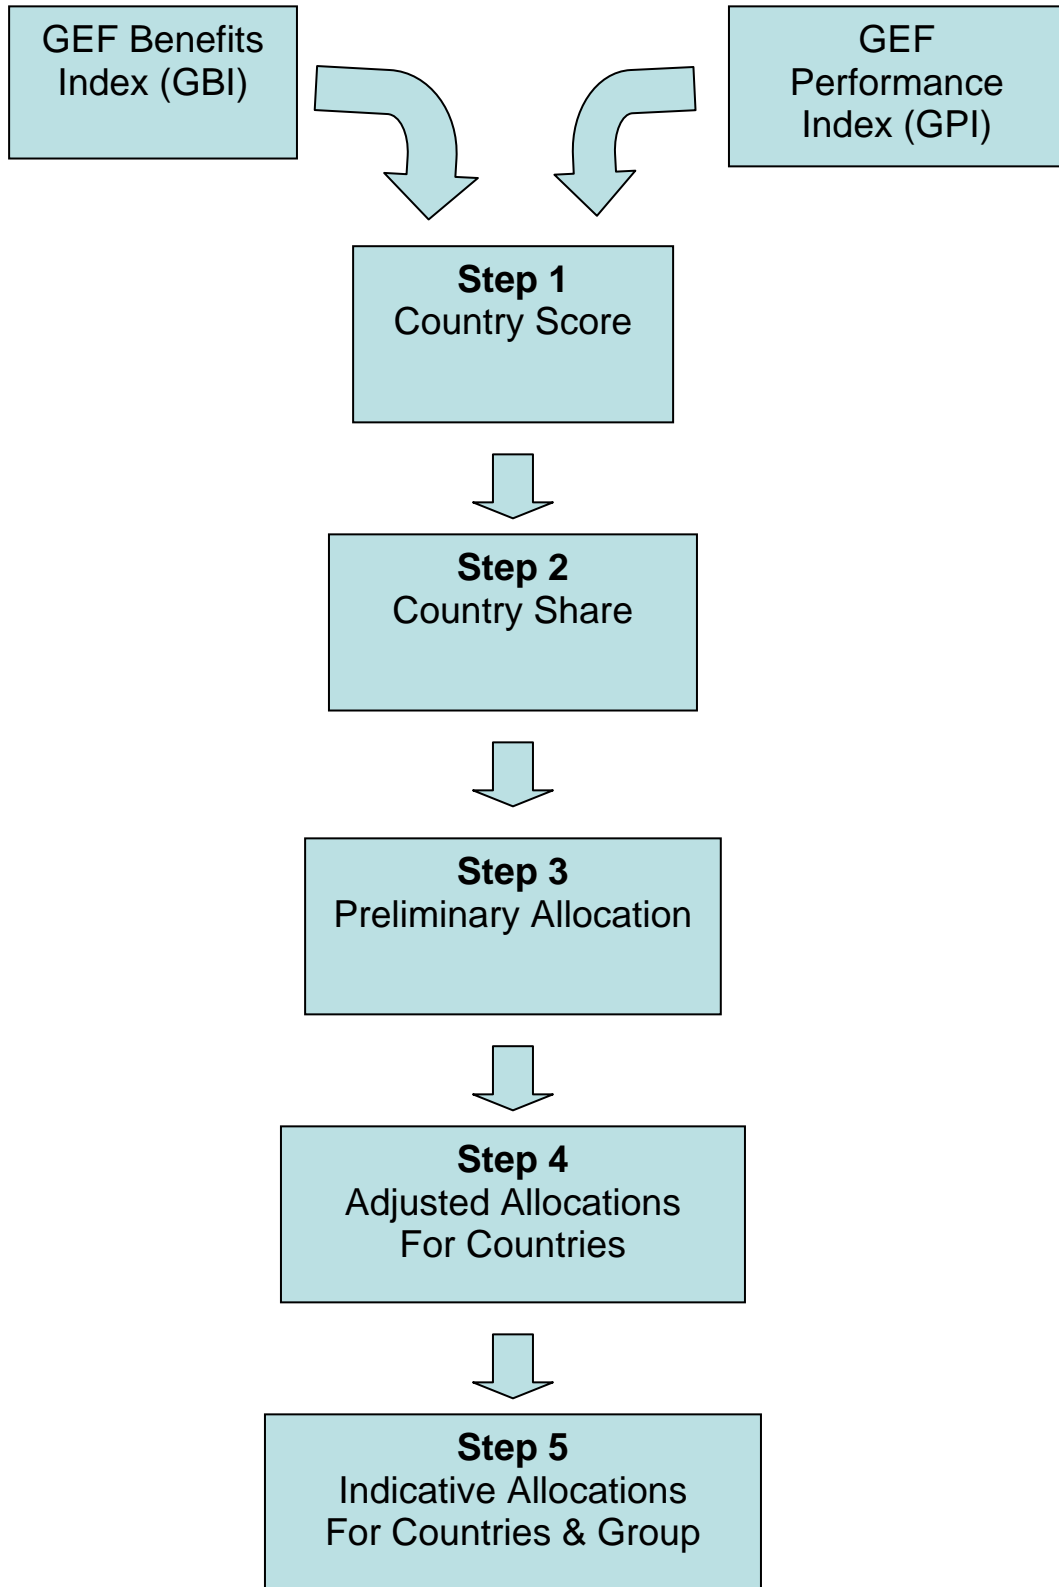 GEF Benefits
Index (GBI)
GEF
Performance
Index (GPI)
Step 1
Country Score
Step 2
Country Share
Step 3
Preliminary Allocation
Step 4
Adjusted Allocations
For Countries
Step 5
Indicative Allocations
For Countries & Group